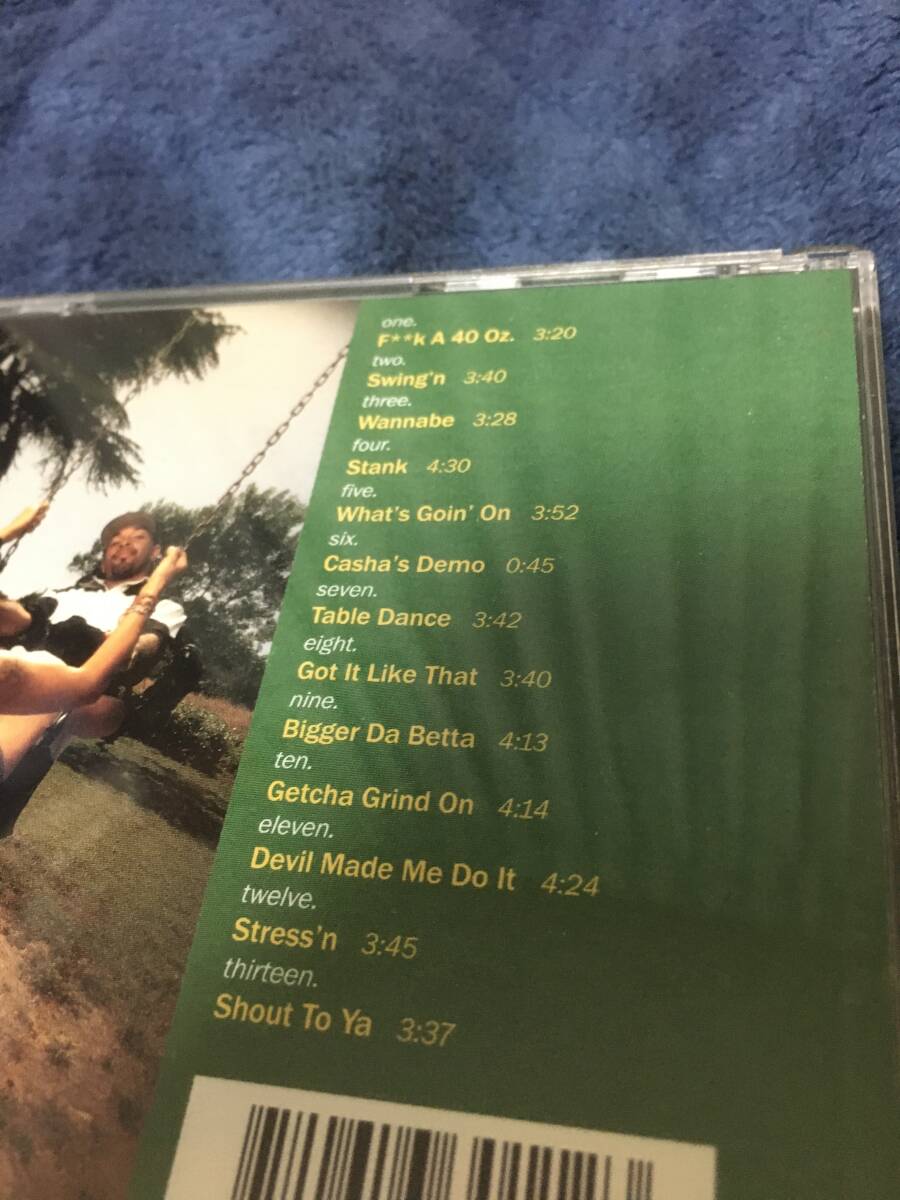 one.
F**k A 40 Oz. 3:20
two.
Swing'n 3:40
three.
Wannabe 3:28
four.
Stank 4:30
five.
What's Goin' On 3:52
six.
Casha's Demo 0:45
seven.
Table Dance 3:42
eight.
Got It Like That 3:40
nine.
Bigger Da Betta 4:13
ten.
Getcha Grind On 4:14
eleven.
Devil Made Me Do It 4:24
twelve.
Stress'n 3:45
thirteen.
Shout To Ya 3:37